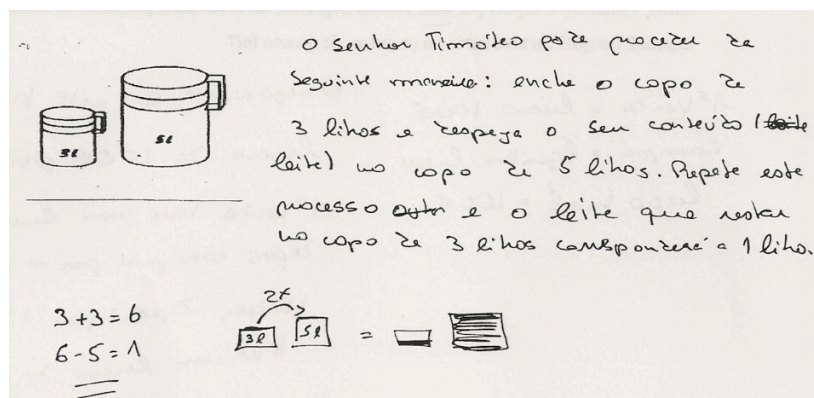 O senhor Timóteo pode proceder da
seguinte maneira: enche o copo de
3 litros e despeja o seu conteúdo (leite
leite) no copo de 5 litros. Repete este
processo e o leite que restar
no copo de 3 litros corresponderá a 1 litro.
3l
5l
2x
3+3=6
3l 5l =
6-5=1